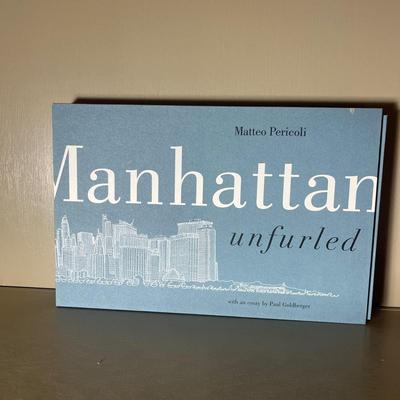 Matteo Pericoli
Manhattan
unfurled
with an essay by Paul Goldberger